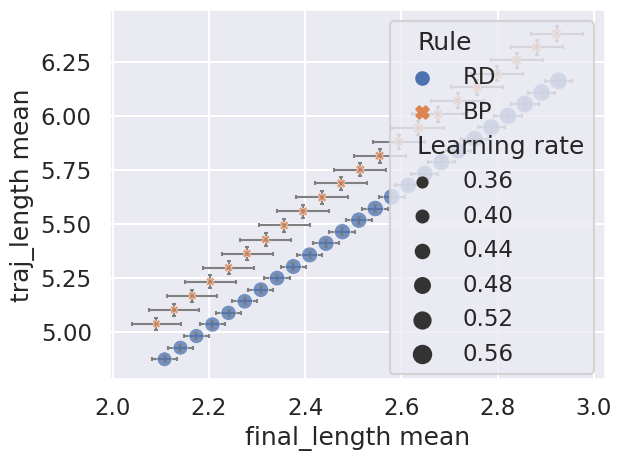 Rule
RD
BP
Learning rate
0.36
0.40
0.44
0.48
0.52
0.56
6.25
6.00
5.75
5.50
5.25
5.00
traj_length mean
2.0 2.2 2.4 2.6 2.8 3.0
final_length mean